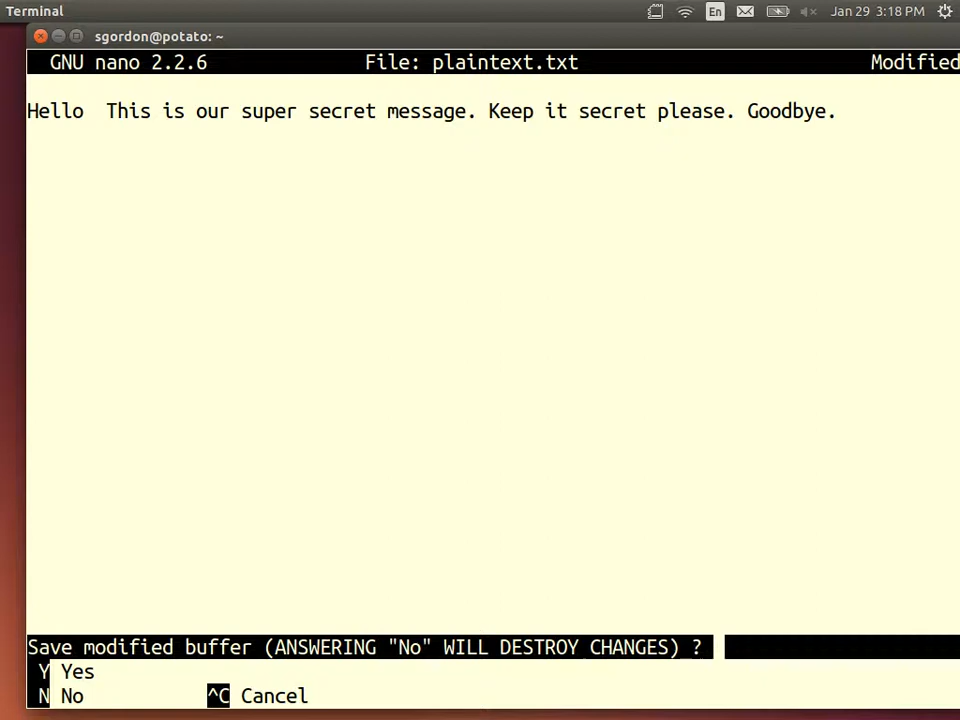 Terminal
En
Jan 29 3:18 PM
sgordon@potato: ~
GNU nano 2.2.6 File: plaintext.txt Modified
Hello  This is our super secret message. Keep it secret please. Goodbye.
Save modified buffer (ANSWERING "No" WILL DESTROY CHANGES) ?
Y Yes
N No ^C Cancel